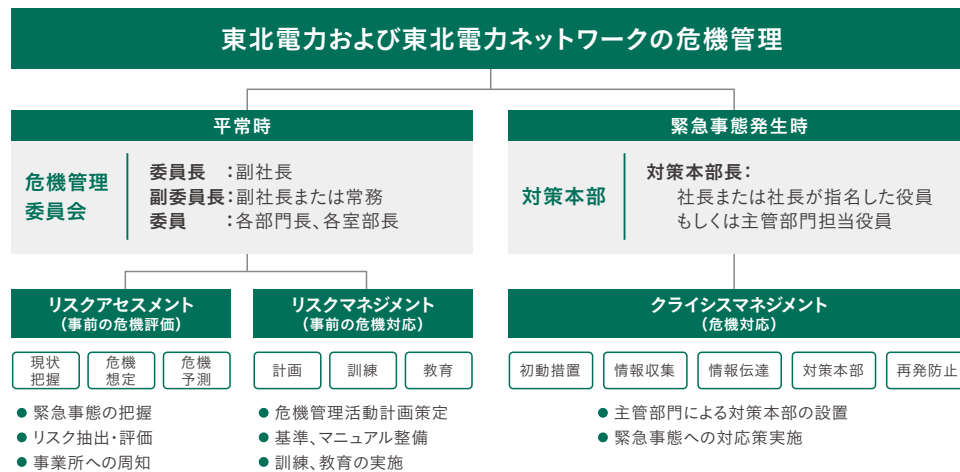 東北電力および東北電力ネットワークの危機管理
平常時
危機管理
委員会
委員長　：副社長
副委員長：副社長または常務
委員　　：各部門長、各室部長
緊急事態発生時
対策本部
対策本部長：
社長または社長が指名した役員
もしくは主管部門担当役員
リスクアセスメント
（事前の危機評価）
現状
把握
危機
想定
危機
予測
● 緊急事態の把握
● リスク抽出・評価
● 事業所への周知
リスクマネジメント
（事前の危機対応）
計画
訓練
教育
● 危機管理活動計画策定
● 基準、マニュアル整備
● 訓練、教育の実施
クライシスマネジメント
（危機対応）
初動措置
情報収集
情報伝達
対策本部
再発防止
● 主管部門による対策本部の設置
● 緊急事態への対応策実施